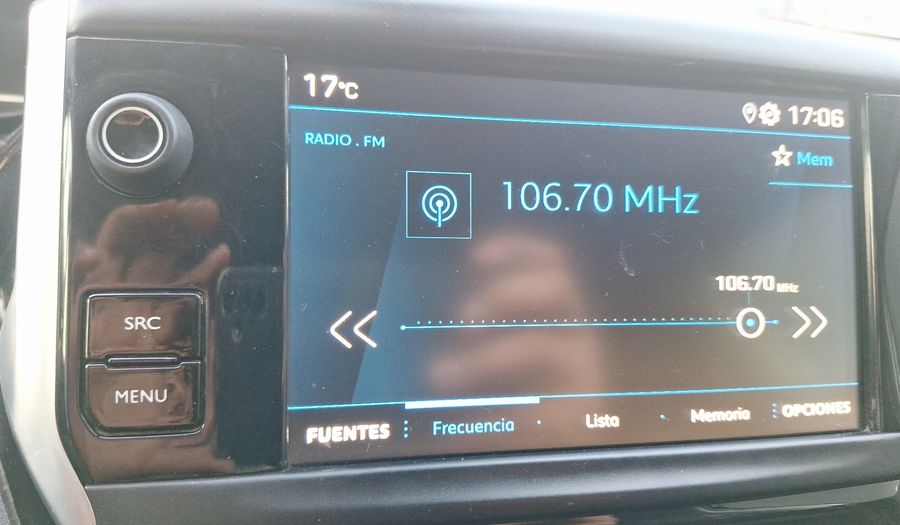 17°C
17:06
RADIO . FM
Mem
106.70 MHz
106.70 MHz
SRC
MENU
FUENTES
Frecuencia
Lista
Memoria
OPCIONES